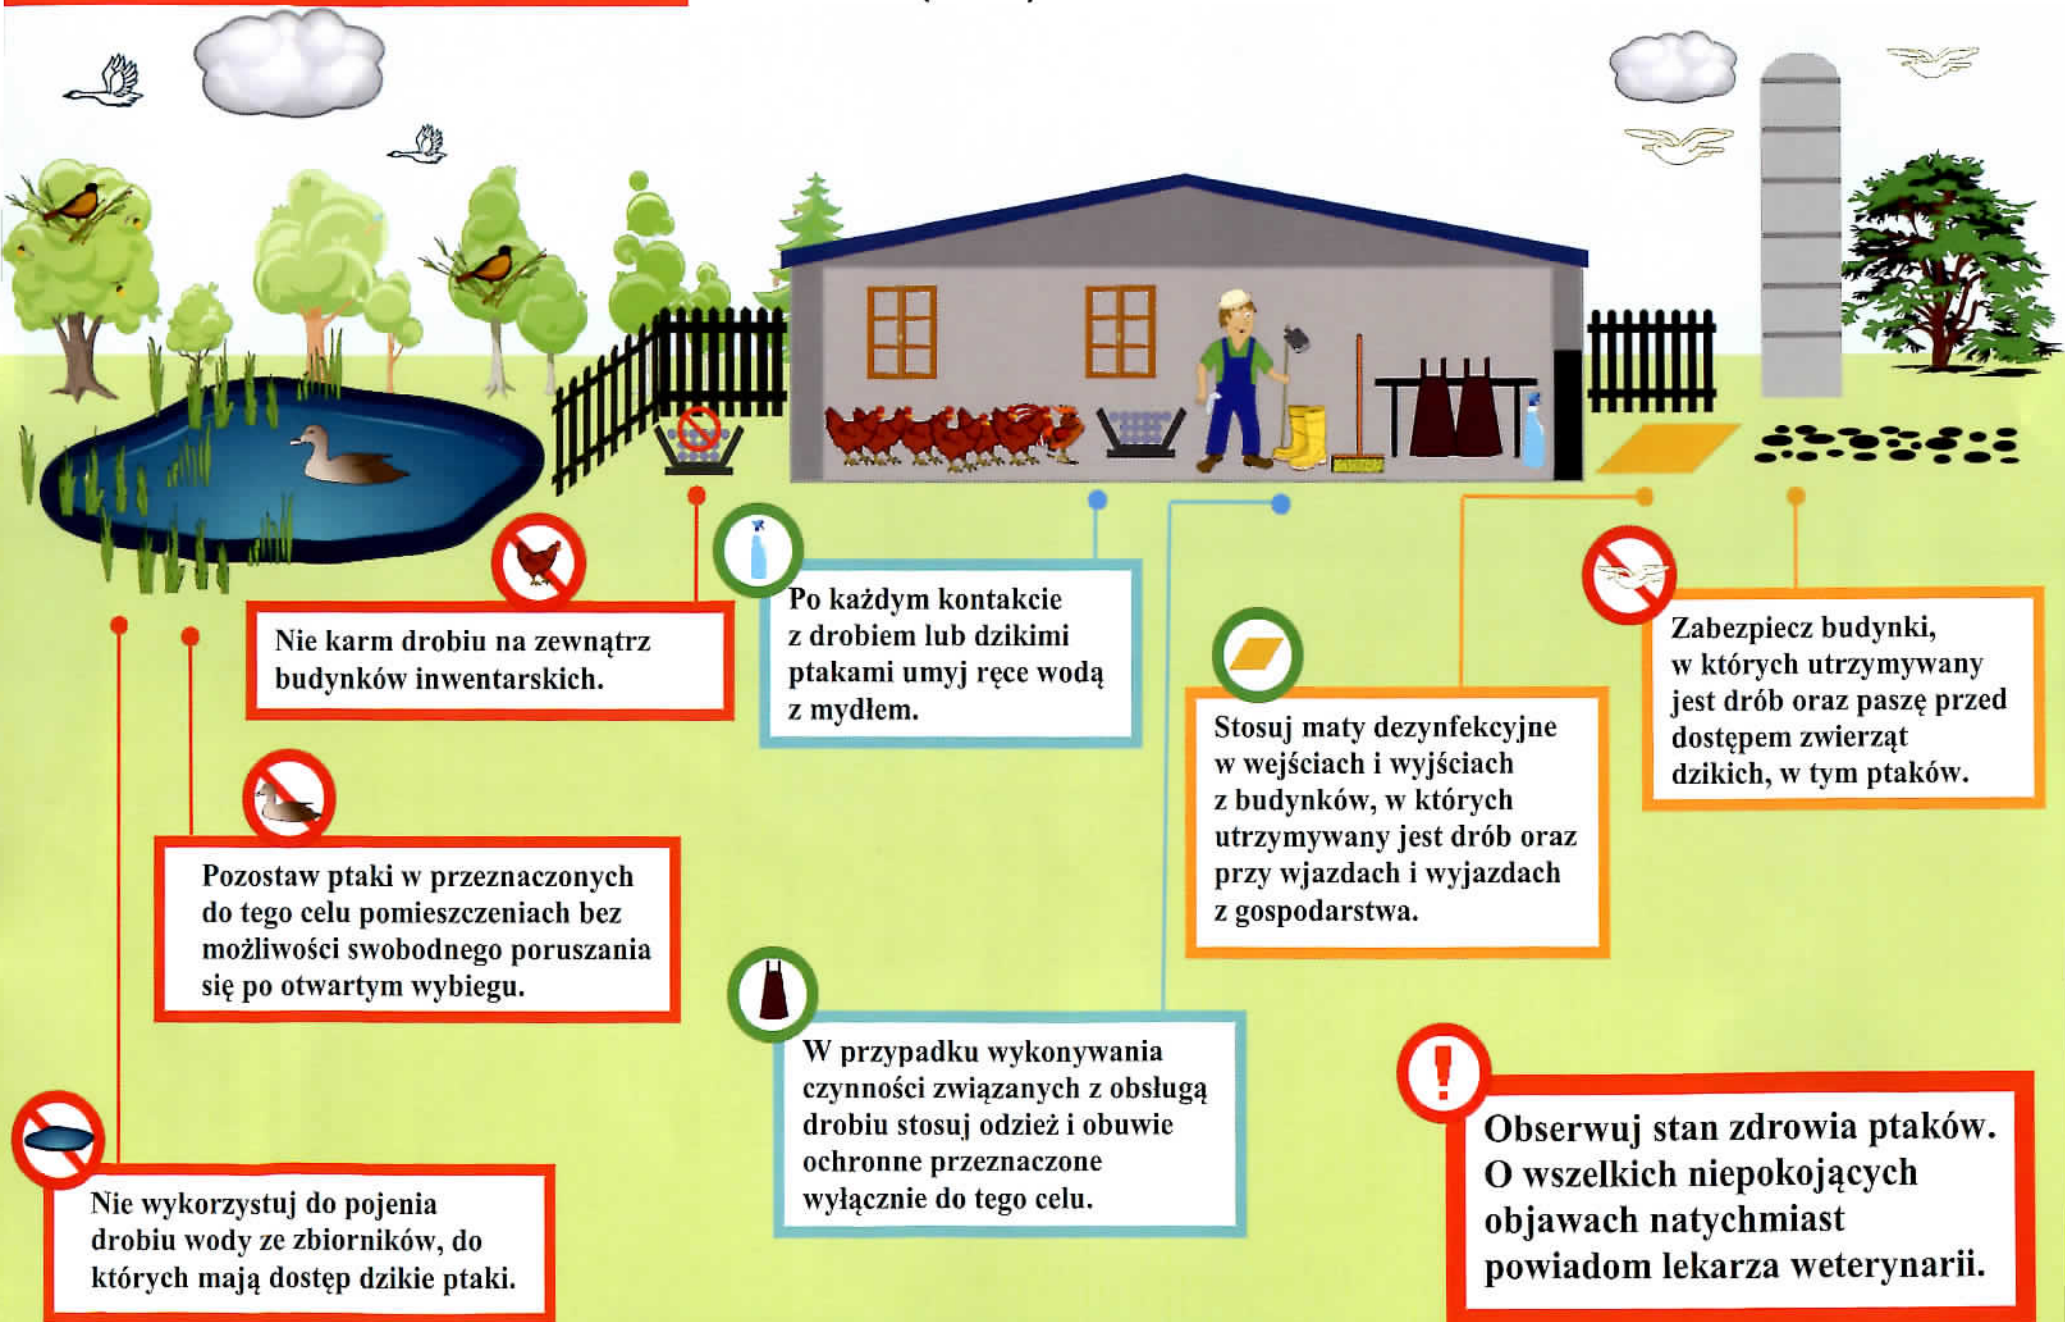 Nie karm drobiu na zewnątrz
budynków inwentarskich.
Po każdym kontakcie
z drobiem lub dzikimi
ptakami umyj ręce wodą
z mydłem.
Zabezpiecz budynki,
w których utrzymywany
jest drób oraz paszę przed
dostępem zwierząt
dzikich, w tym ptaków.
Stosuj maty dezynfekcyjne
w wejściach i wyjściach
z budynków, w których
utrzymywany jest drób oraz
przy wjazdach i wyjazdach
z gospodarstwa.
Pozostaw ptaki w przeznaczonych
do tego celu pomieszczeniach bez
możliwości swobodnego poruszania
się po otwartym wybiegu.
W przypadku wykonywania
czynności związanych z obsługą
drobiu stosuj odzież i obuwie
ochronne przeznaczone
wyłącznie do tego celu.
Nie wykorzystuj do pojenia
drobiu wody ze zbiorników, do
których mają dostęp dzikie ptaki.
Obserwuj stan zdrowia ptaków.
O wszelkich niepokojących
objawach natychmiast
powiadom lekarza weterynarii.